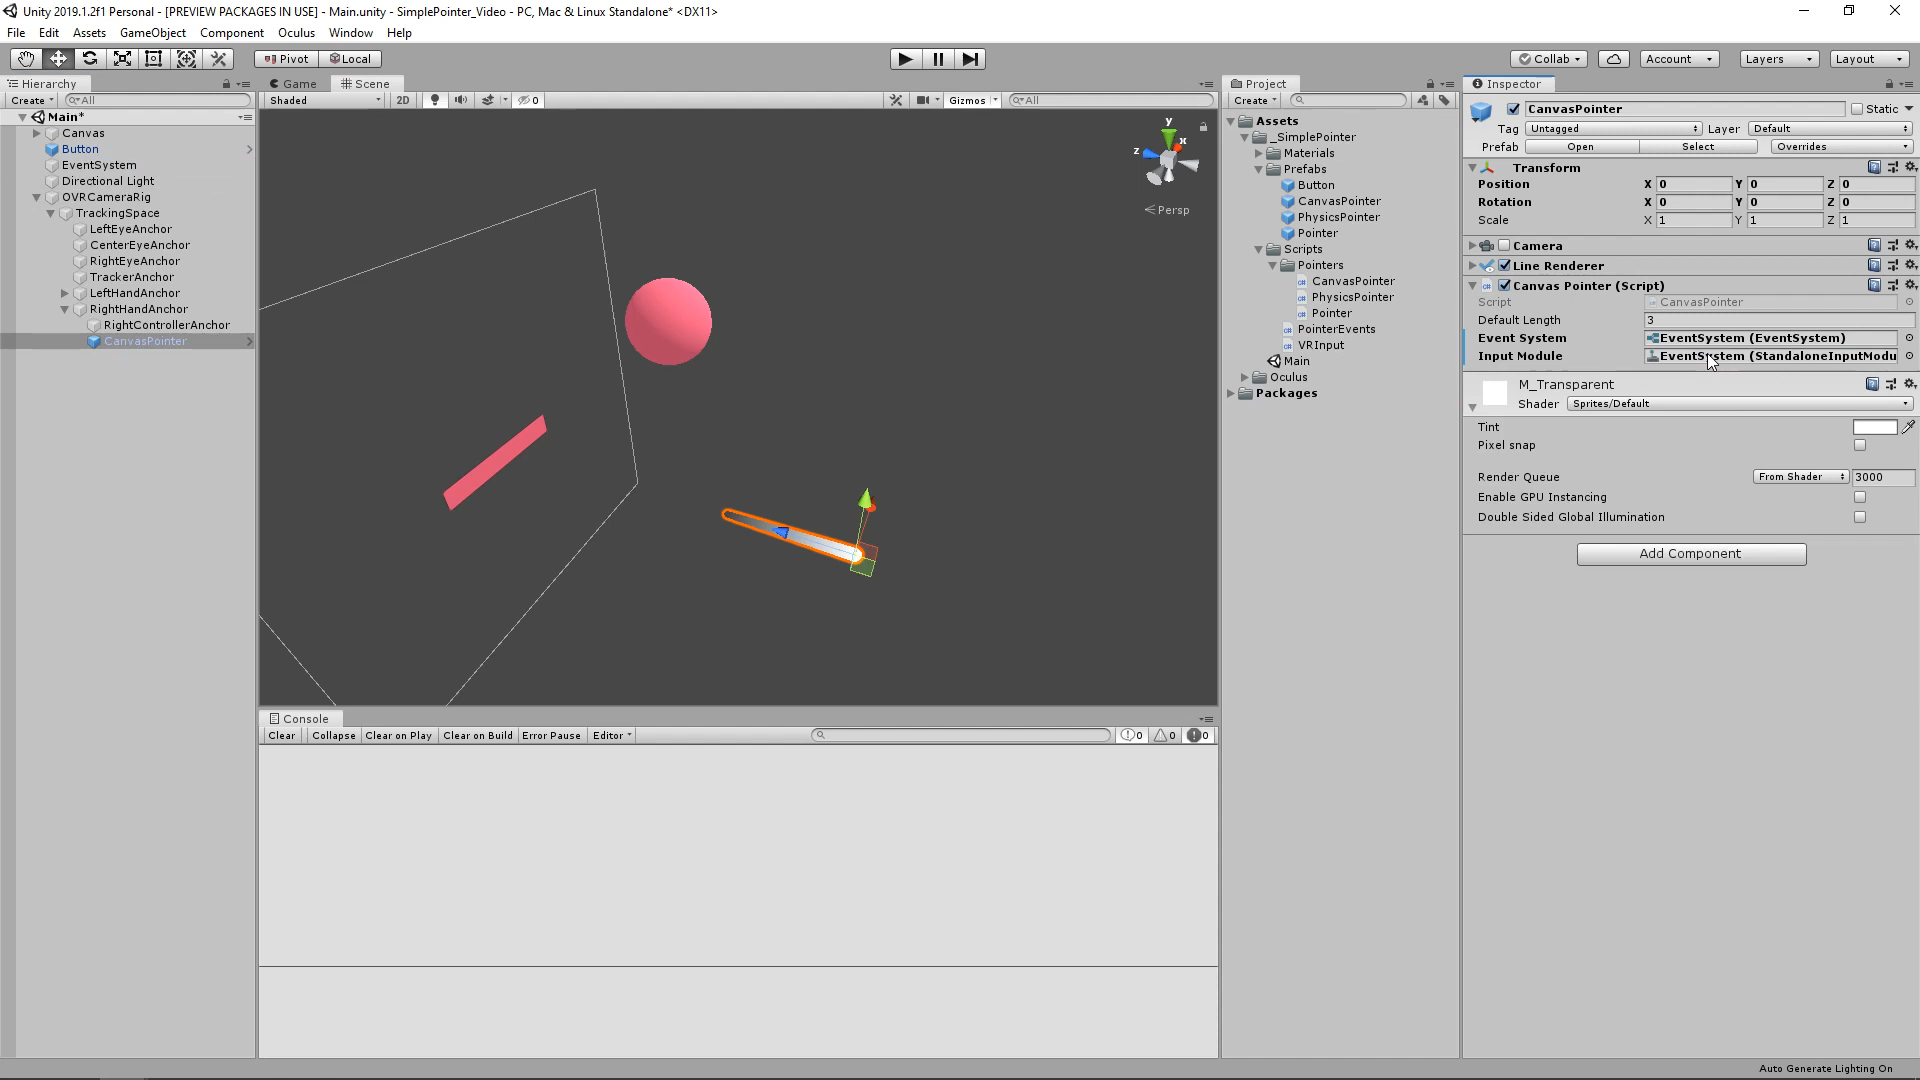 Unity 2019.1.2f1 Personal - [PREVIEW PACKAGES IN USE] - Main.unity - SimplePointer_Video - PC, Mac & Linux Standalone* <DX11>
File Edit Assets GameObject Component Oculus Window Help
Pivot Local Collab Account Layers Layout
Hierarchy
Create All
Main*
Canvas
Button
EventSystem
Directional Light
OVRCameraRig
TrackingSpace
LeftEyeAnchor
CenterEyeAnchor
RightEyeAnchor
TrackerAnchor
LeftHandAnchor
RightHandAnchor
RightControllerAnchor
CanvasPointer
Game Scene
Shaded 2D 0 Gizmos All
y
x
z
Persp
Console
Clear Collapse Clear on Play Clear on Build Error Pause Editor 0 0 0
Project
Create
Assets
_SimplePointer
Materials
Prefabs
Button
CanvasPointer
PhysicsPointer
Pointer
Scripts
Pointers
CanvasPointer
PhysicsPointer
Pointer
PointerEvents
VRInput
Main
Oculus
Packages
Inspector
CanvasPointer Static
Tag Untagged Layer Default
Prefab Open Select Overrides
Transform
Position X 0 Y 0 Z 0
Rotation X 0 Y 0 Z 0
Scale X 1 Y 1 Z 1
Camera
Line Renderer
Canvas Pointer (Script)
Script CanvasPointer
Default Length 3
Event System EventSystem (EventSystem)
Input Module EventSystem (StandaloneInputModu
M_Transparent
Shader Sprites/Default
Tint
Pixel snap
Render Queue From Shader 3000
Enable GPU Instancing
Double Sided Global Illumination
Add Component
Auto Generate Lighting On